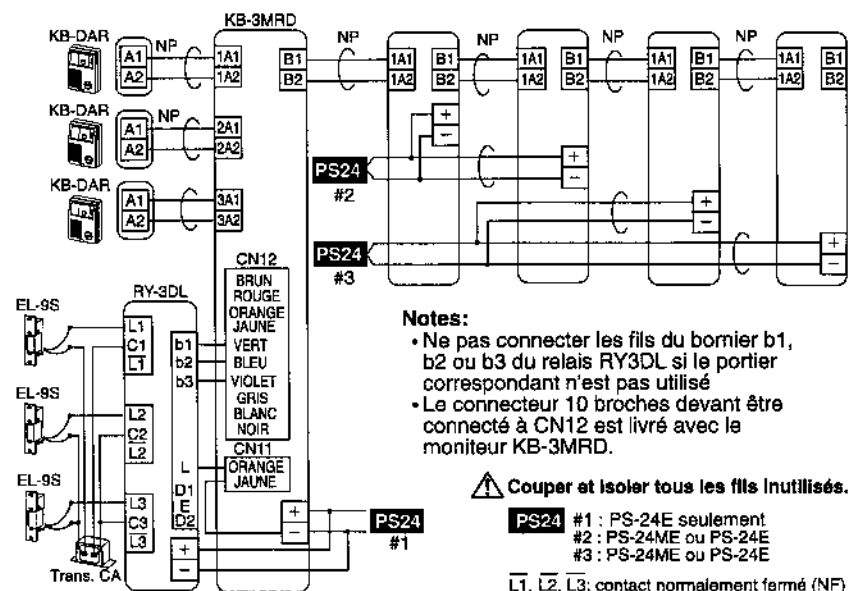 KB-3MRD
KB-DAR
A1
A2
NP
1A1
1A2
B1
B2
NP
1A1
1A2
B1
B2
NP
1A1
1A2
B1
B2
NP
1A1
1A2
B1
B2
NP
1A1
1A2
B1
B2
KB-DAR
A1
A2
NP
2A1
2A2
+
–
PS24
#2
+
–
KB-DAR
A1
A2
3A1
3A2
+
–
PS24
#3
+
–
CN12
BRUN
ROUGE
ORANGE
JAUNE
VERT
BLEU
VIOLET
GRIS
BLANC
NOIR
CN11
ORANGE
JAUNE
+
–
PS24
#1
RY-3DL
EL-9S
L1
C1
L1
b1
b2
b3
EL-9S
L2
C2
L2
L
D1
E
D2
EL-9S
L3
C3
L3
+
–
Trans. CA
Notes:
• Ne pas connecter les fils du bornier b1,
b2 ou b3 du relais RY3DL si le portier
correspondant n'est pas utilisé
• Le connecteur 10 broches devant être
connecté à CN12 est livré avec le
moniteur KB-3MRD.
Couper et isoler tous les fils inutilisés.
PS24 #1 : PS-24E seulement
#2 : PS-24ME ou PS-24E
#3 : PS-24ME ou PS-24E
L1, L2, L3: contact normalement fermé (NF)